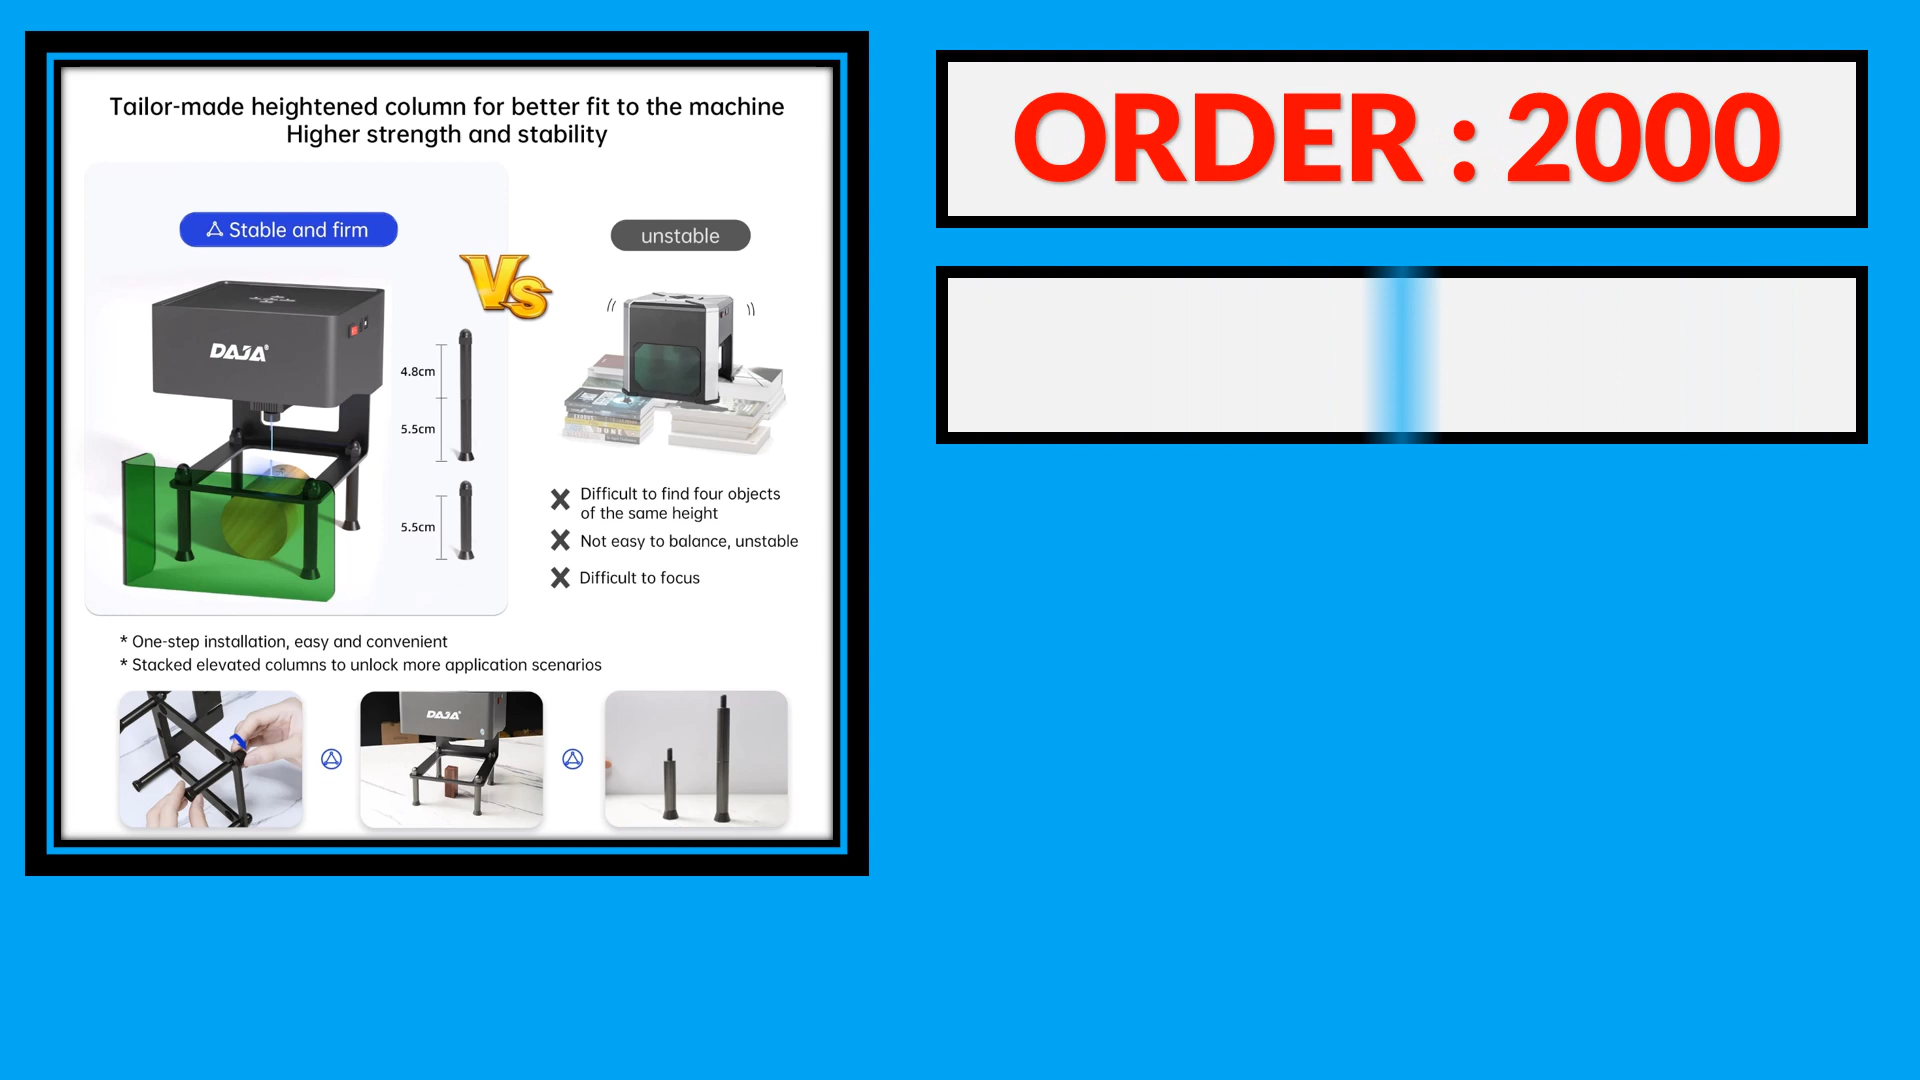 Tailor-made heightened column for better fit to the machine
Higher strength and stability
Stable and firm
VS
unstable
DAJA®
4.8cm
5.5cm
5.5cm
Difficult to find four objects
of the same height
Not easy to balance, unstable
Difficult to focus
* One-step installation, easy and convenient
* Stacked elevated columns to unlock more application scenarios
DAJA
ORDER : 2000